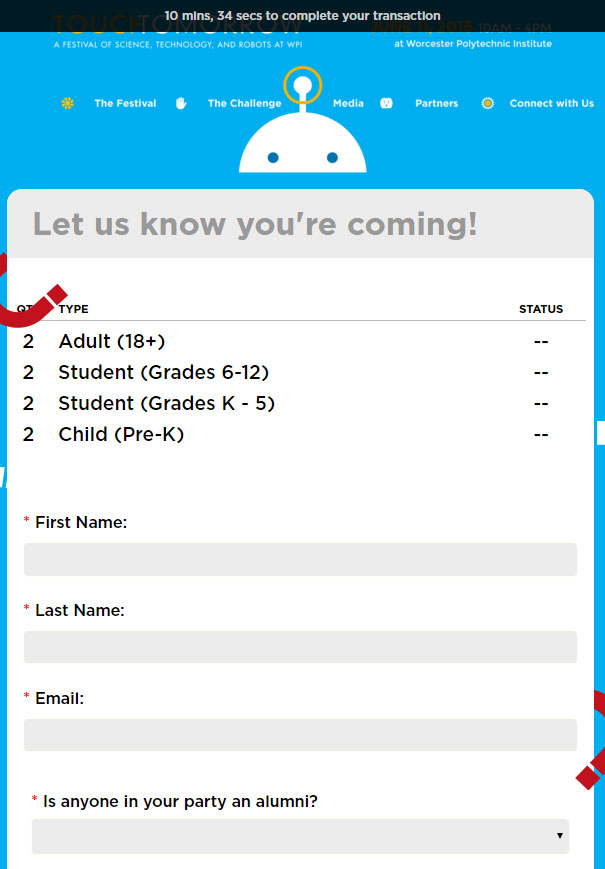 10 mins, 34 secs to complete your transaction
TOUCHTOMORROW
JUNE 11, 2016 10AM - 4PM
A FESTIVAL OF SCIENCE, TECHNOLOGY, AND ROBOTS AT WPI
at Worcester Polytechnic Institute
The Festival
The Challenge
Media
Partners
Connect with Us
Let us know you're coming!
TYPE STATUS
2 Adult (18+) --
2 Student (Grades 6-12) --
2 Student (Grades K - 5) --
2 Child (Pre-K) --
* First Name:
* Last Name:
* Email:
* Is anyone in your party an alumni?